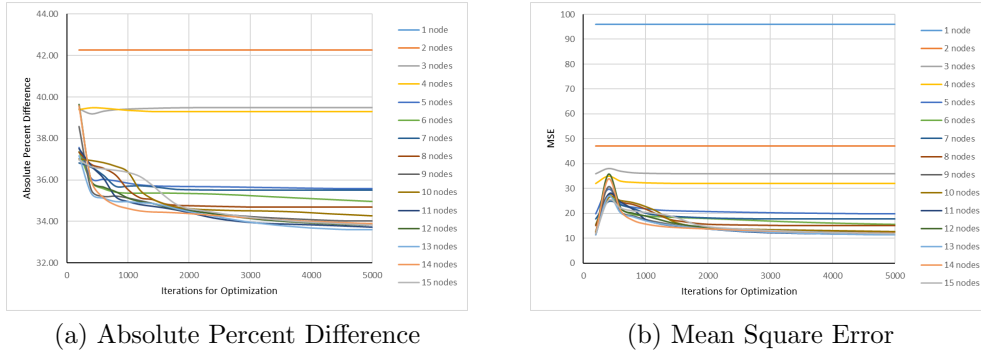 44.00
42.00
40.00
38.00
36.00
34.00
32.00
0
1000
2000
3000
4000
5000
Absolute Percent Difference
Iterations for Optimization
1 node
2 nodes
3 nodes
4 nodes
5 nodes
6 nodes
7 nodes
8 nodes
9 nodes
10 nodes
11 nodes
12 nodes
13 nodes
14 nodes
15 nodes
(a) Absolute Percent Difference
100
90
80
70
60
50
40
30
20
10
0
0
1000
2000
3000
4000
5000
MSE
Iterations for Optimization
1 node
2 nodes
3 nodes
4 nodes
5 nodes
6 nodes
7 nodes
8 nodes
9 nodes
10 nodes
11 nodes
12 nodes
13 nodes
14 nodes
15 nodes
(b) Mean Square Error